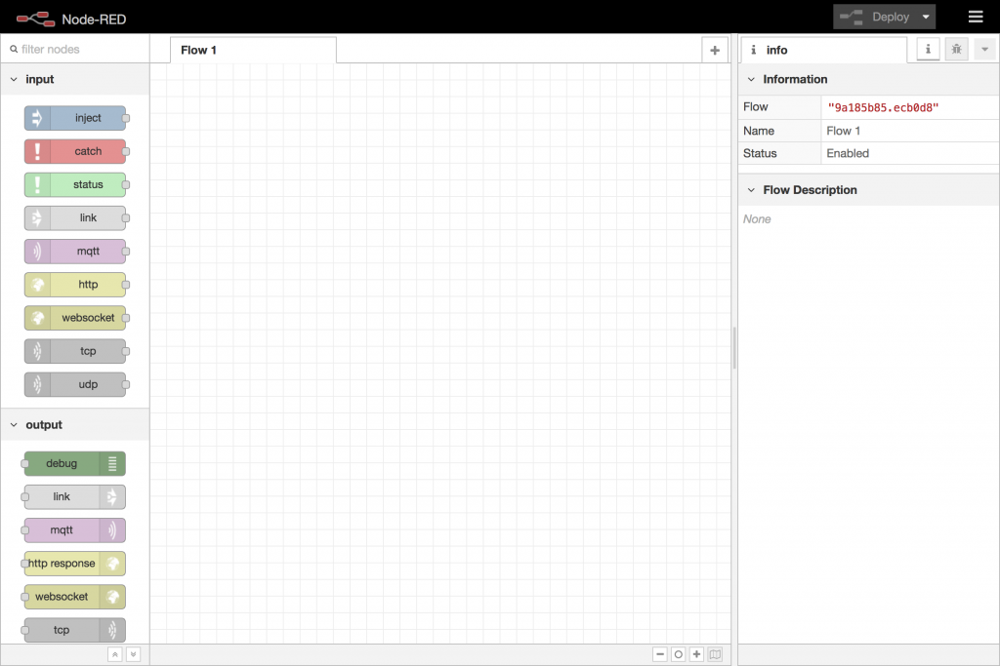 Node-RED
Deploy
filter nodes
Flow 1
info
input
inject
catch
status
link
mqtt
http
websocket
tcp
udp
output
debug
link
mqtt
http response
websocket
tcp
Information
Flow "9a185b85.ecb0d8"
Name Flow 1
Status Enabled
Flow Description
None